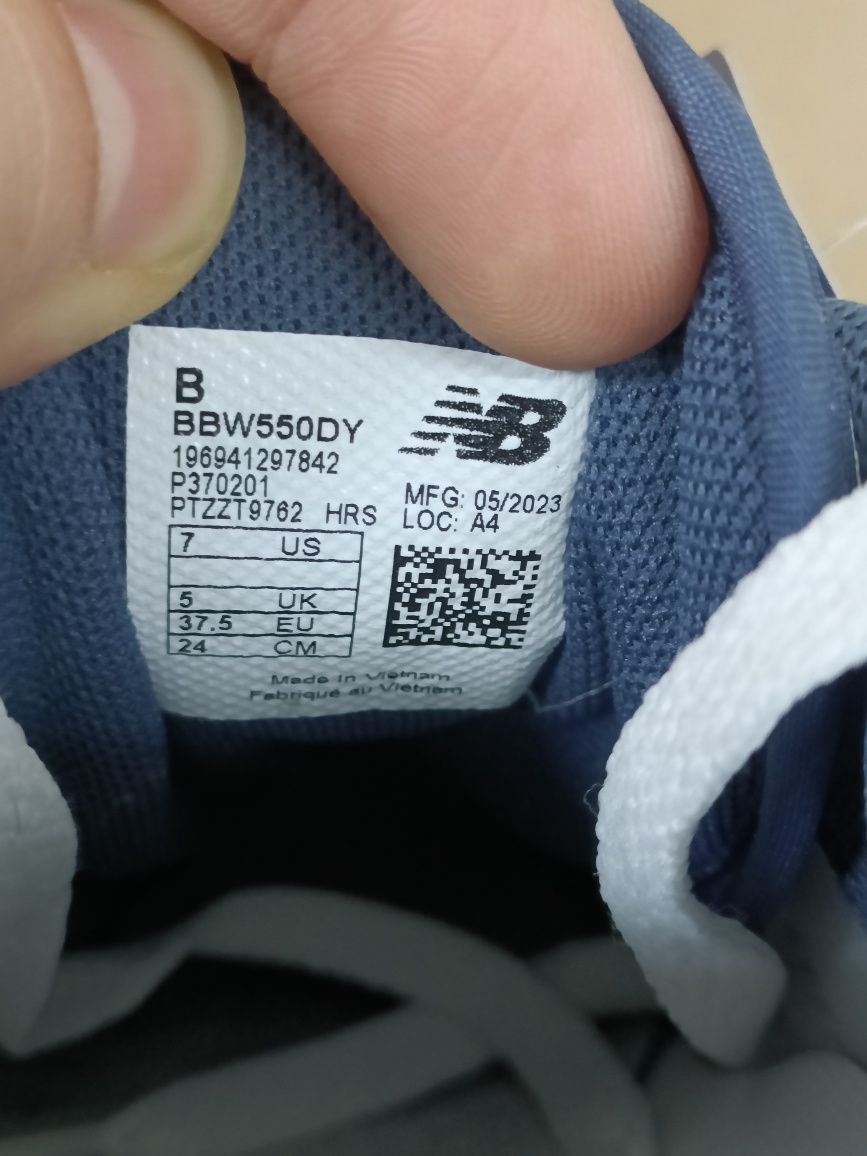 B
BBW550DY
196941297842
P370201
PTZZT9762 HRS
NB
MFG: 05/2023
LOC: A4
7 US
5 UK
37.5 EU
24 CM
Made in Vietnam
Fabriqué au Vietnam